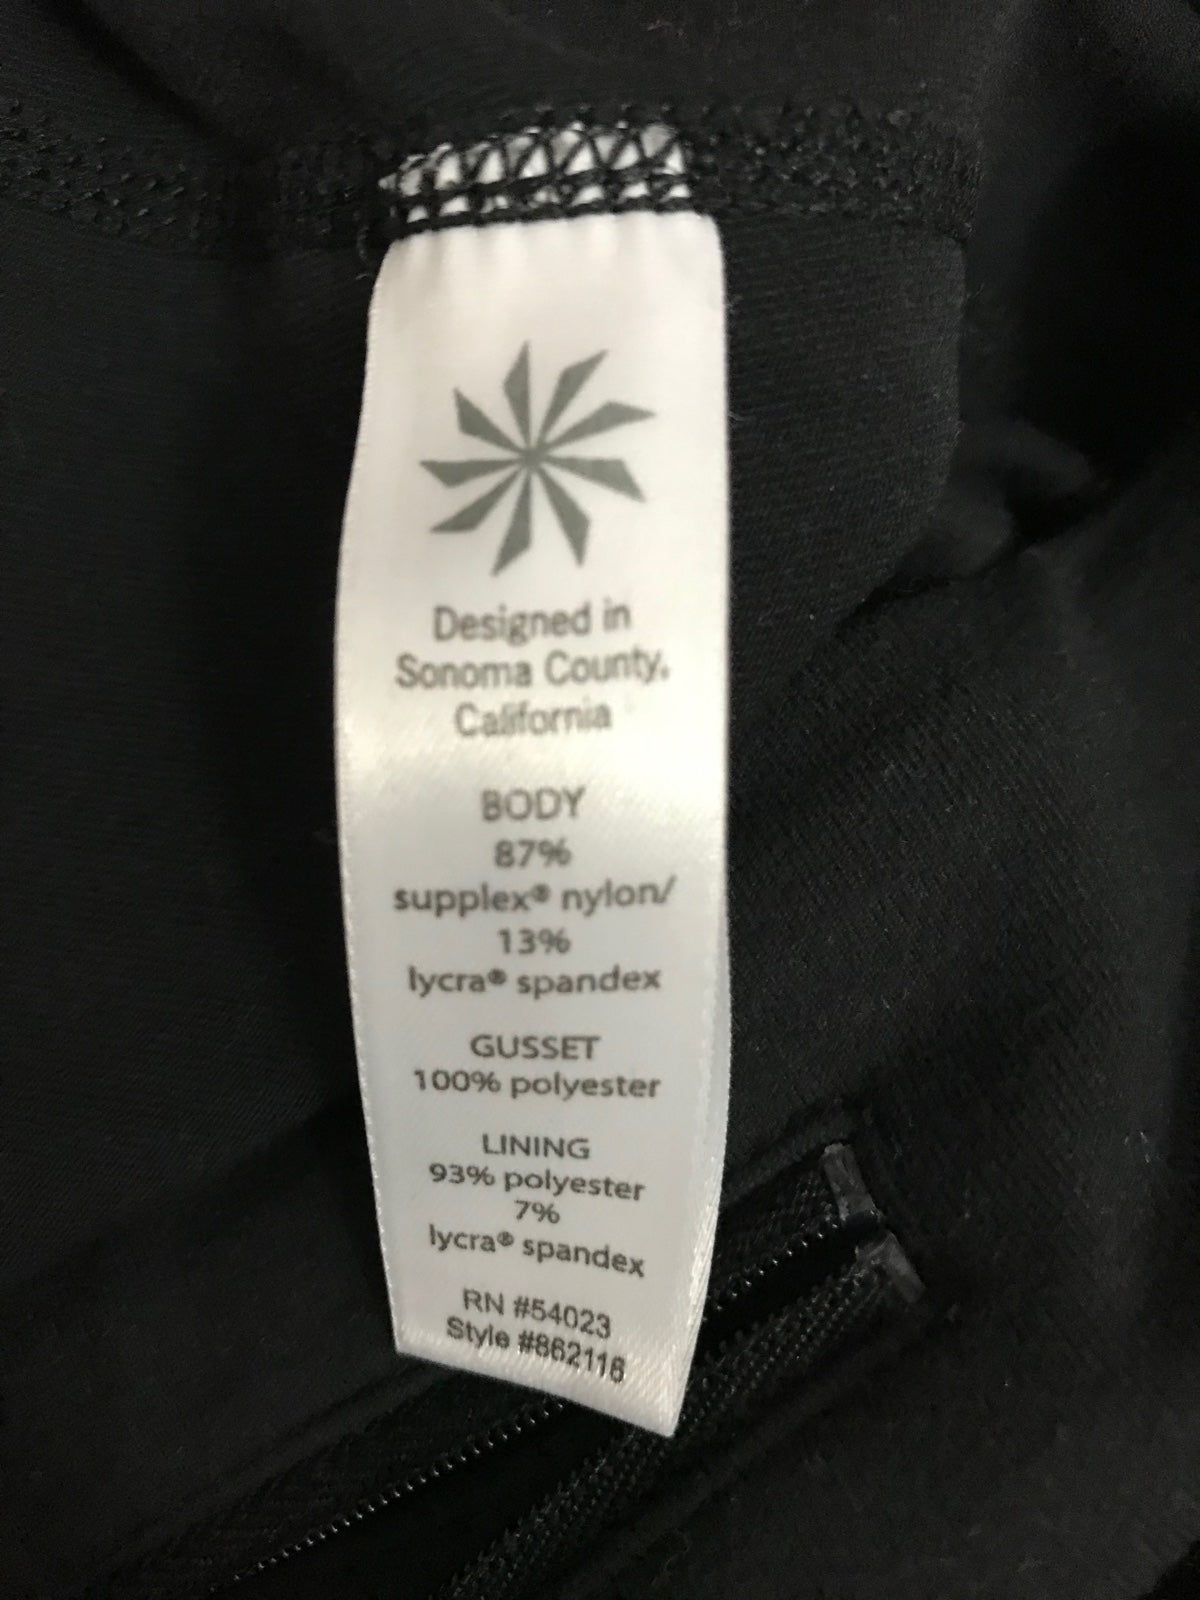 Designed in
Sonoma County,
California
BODY
87%
supplex® nylon/
13%
lycra® spandex
GUSSET
100% polyester
LINING
93% polyester
7%
lycra® spandex
RN #54023
Style #862116